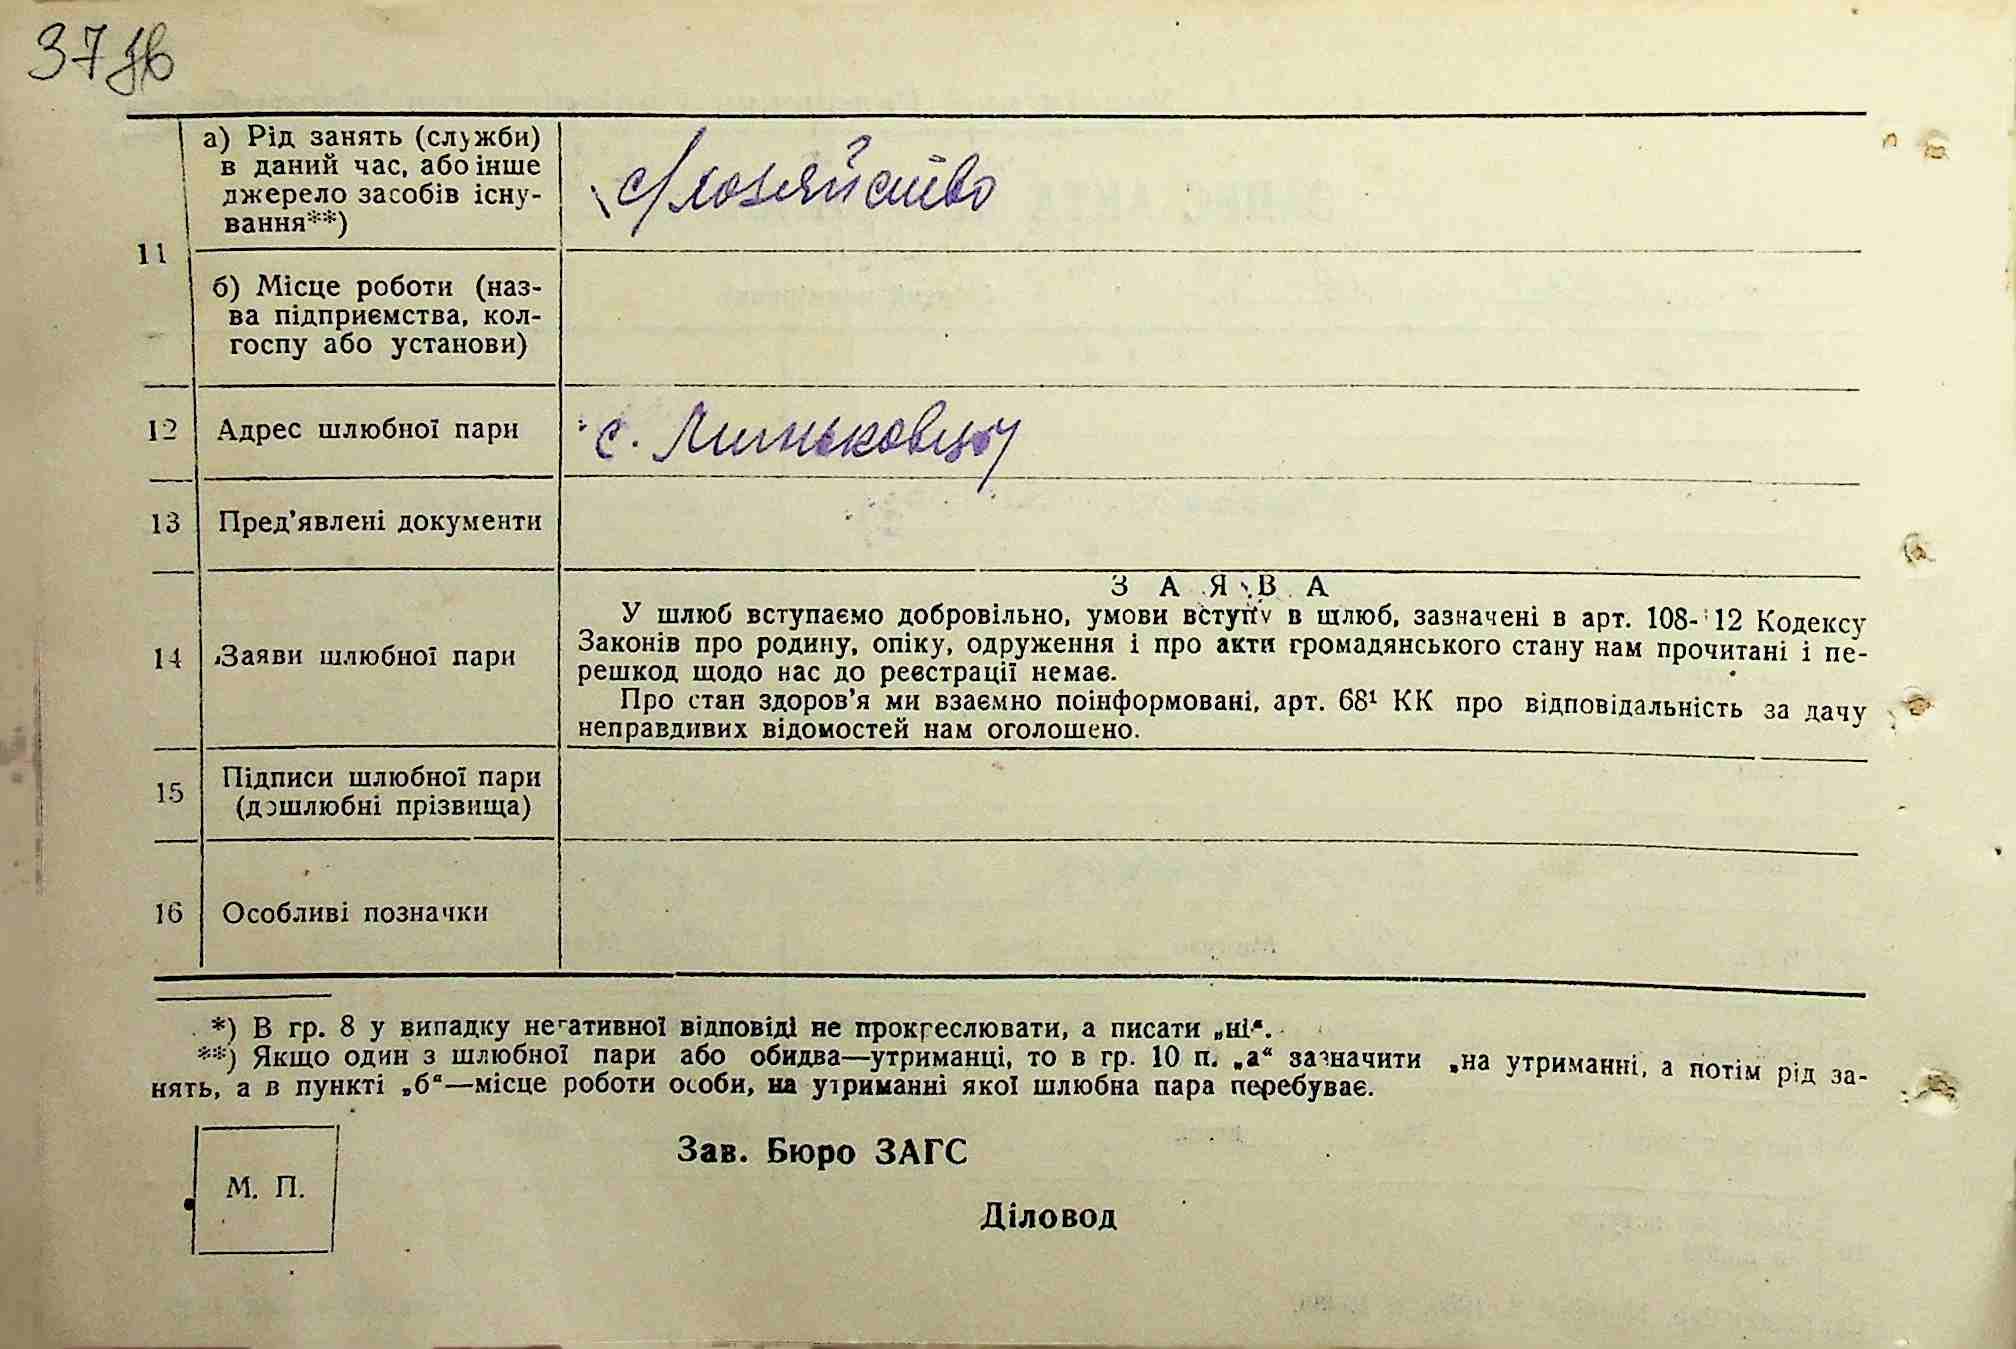 37 зв
а) Рід занять (служби)
в даний час, або інше
джерело засобів існу-
вання**)
с/хозяйство
11
б) Місце роботи (наз-
ва підприємства, кол-
госпу або установи)
12 Адрес шлюбної пари с. Миньковцы
13 Пред'явлені документи
З А Я В А
У шлюб вступаємо добровільно, умови вступу в шлюб, зазначені в арт. 108-112 Кодексу
Законів про родину, опіку, одруження і про акти громадянського стану нам прочитані і пе-
14 Заяви шлюбної пари
решкод щодо нас до реєстрації немає.
Про стан здоров'я ми взаємно поінформовані, арт. 68¹ КК про відповідальність за дачу
неправдивих відомостей нам оголошено.
15 Підписи шлюбної пари
(дошлюбні прізвища)
16 Особливі позначки
*) В гр. 8 у випадку негативної відповіді не прокреслювати, а писати „ні“.
**) Якщо один з шлюбної пари або обидва—утриманці, то в гр. 10 п. „а“ зазначити „на утриманні, а потім рід за-
нять, а в пункті „б“—місце роботи особи, на утриманні якої шлюбна пара перебуває.
Зав. Бюро ЗАГС
М. П.
Діловод